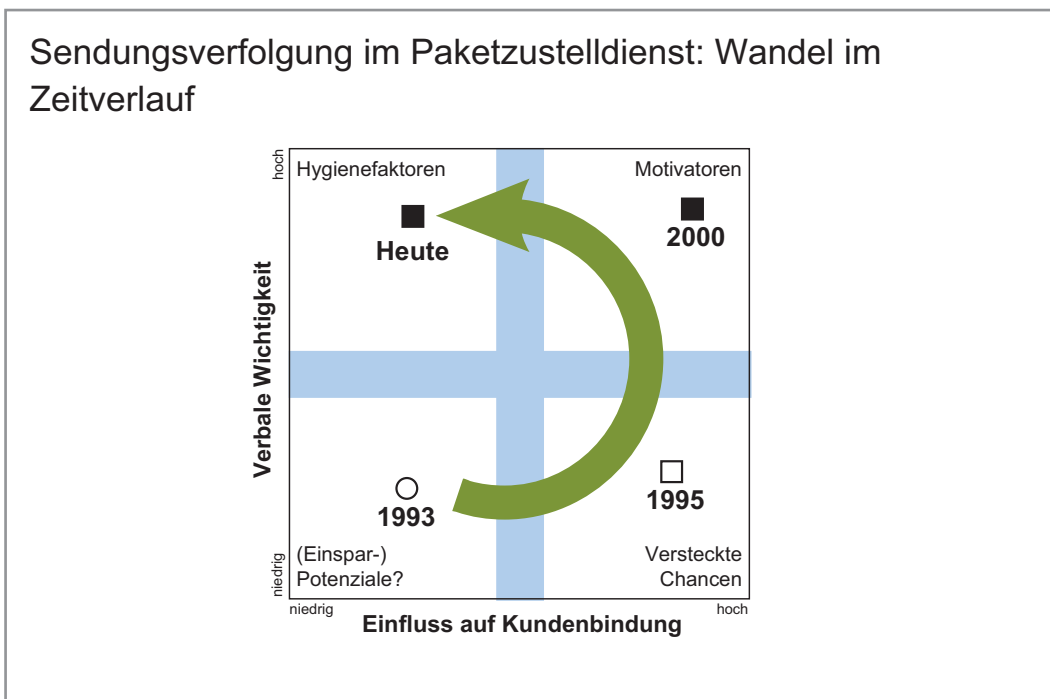 Sendungsverfolgung im Paketzustelldienst: Wandel im
Zeitverlauf
hoch
Hygienefaktoren
Motivatoren
Heute
2000
Verbale Wichtigkeit
1993
1995
(Einspar-)
Potenziale?
Versteckte
Chancen
niedrig
niedrig
hoch
Einfluss auf Kundenbindung